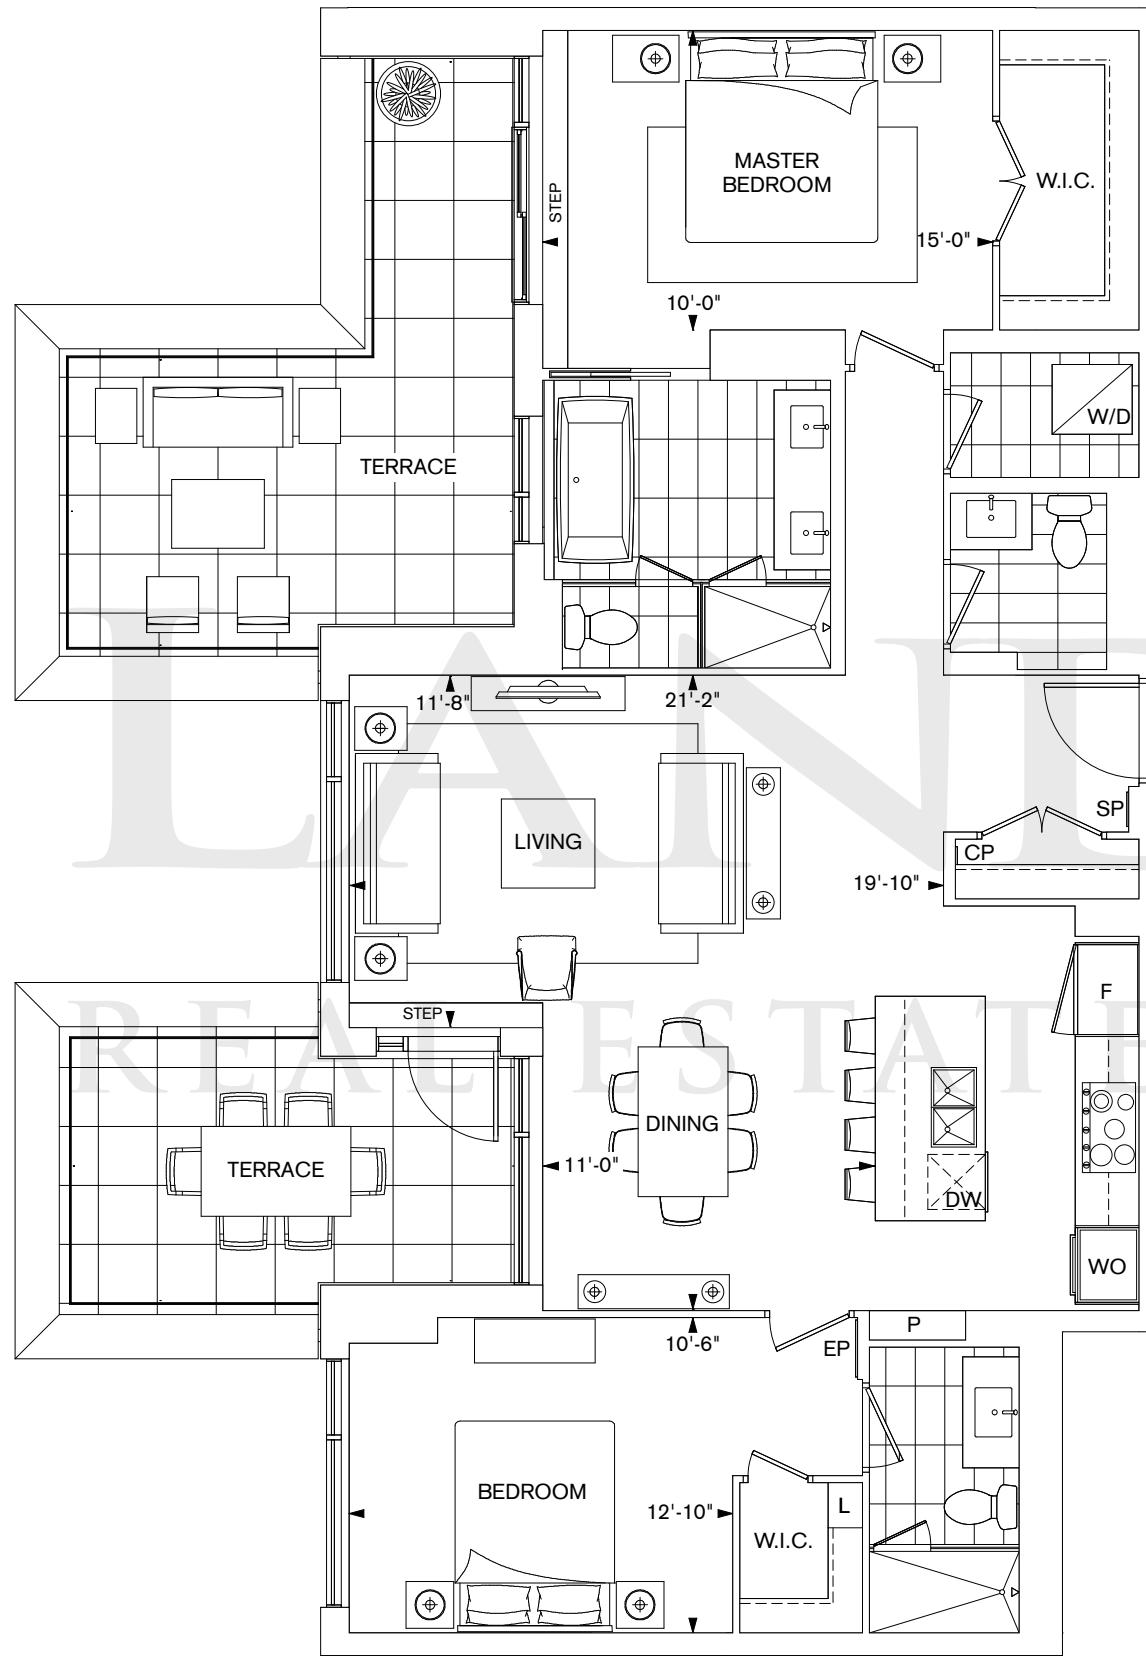 MASTER
BEDROOM
W.I.C.
STEP
15'-0"
10'-0"
W/D
TERRACE
11'-8"
21'-2"
SP
LIVING
CP
19'-10"
F
STEP
DINING
TERRACE
11'-0"
DW
WO
P
10'-6"
EP
BEDROOM
12'-10"
L
W.I.C.
LAND
REAL ESTATE